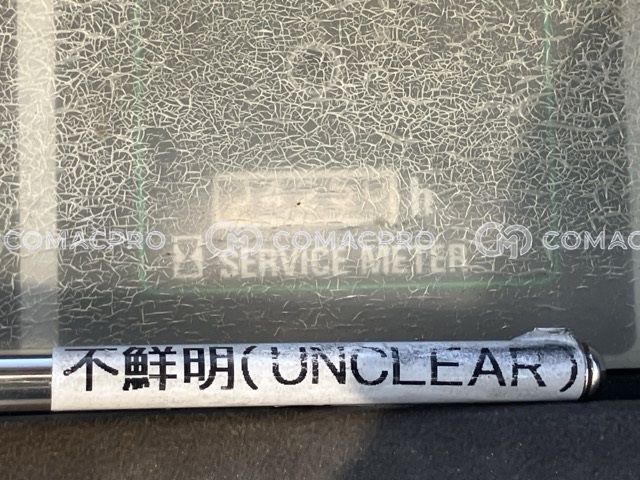 h
SERVICE METER
COMACPRO COMACPRO COMACPRO
不鮮明(UNCLEAR)